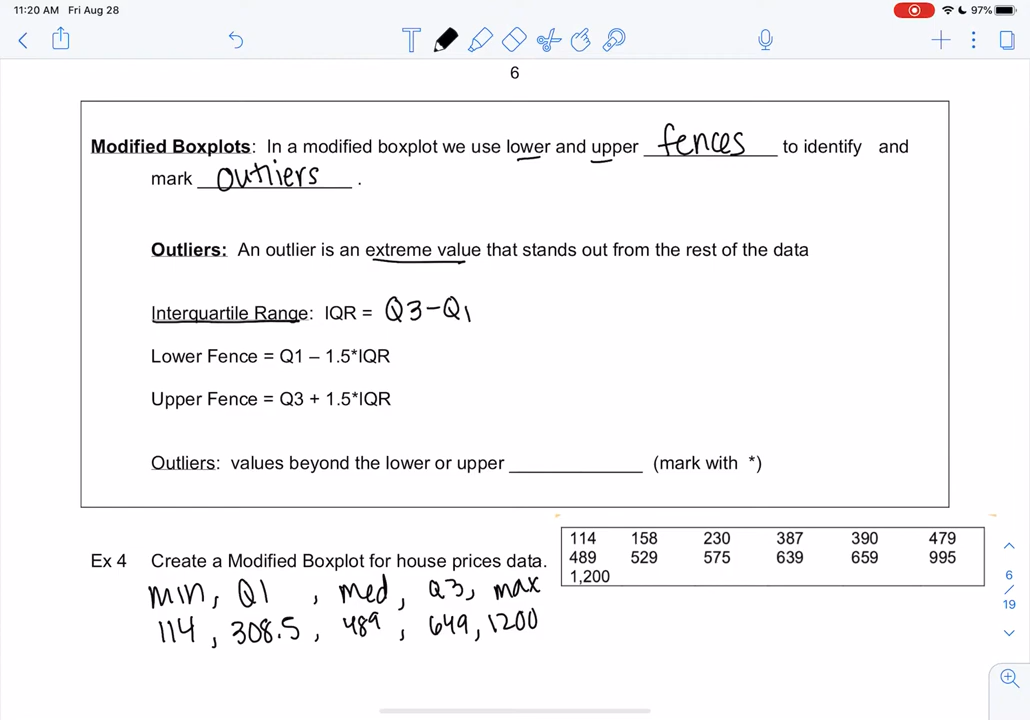 11:20 AM Fri Aug 28
97%
T
6
Modified Boxplots: In a modified boxplot we use lower and upper fences to identify and
mark outliers .
Outliers: An outlier is an extreme value that stands out from the rest of the data
Interquartile Range: IQR = Q3-Q1
Lower Fence = Q1 – 1.5*IQR
Upper Fence = Q3 + 1.5*IQR
Outliers: values beyond the lower or upper ____________ (mark with *)
Ex 4 Create a Modified Boxplot for house prices data.
114 158 230 387 390 479
489 529 575 639 659 995
1,200
min, Q1 , med, Q3, max
114 , 308.5 , 489 , 649, 1200
6
/
19